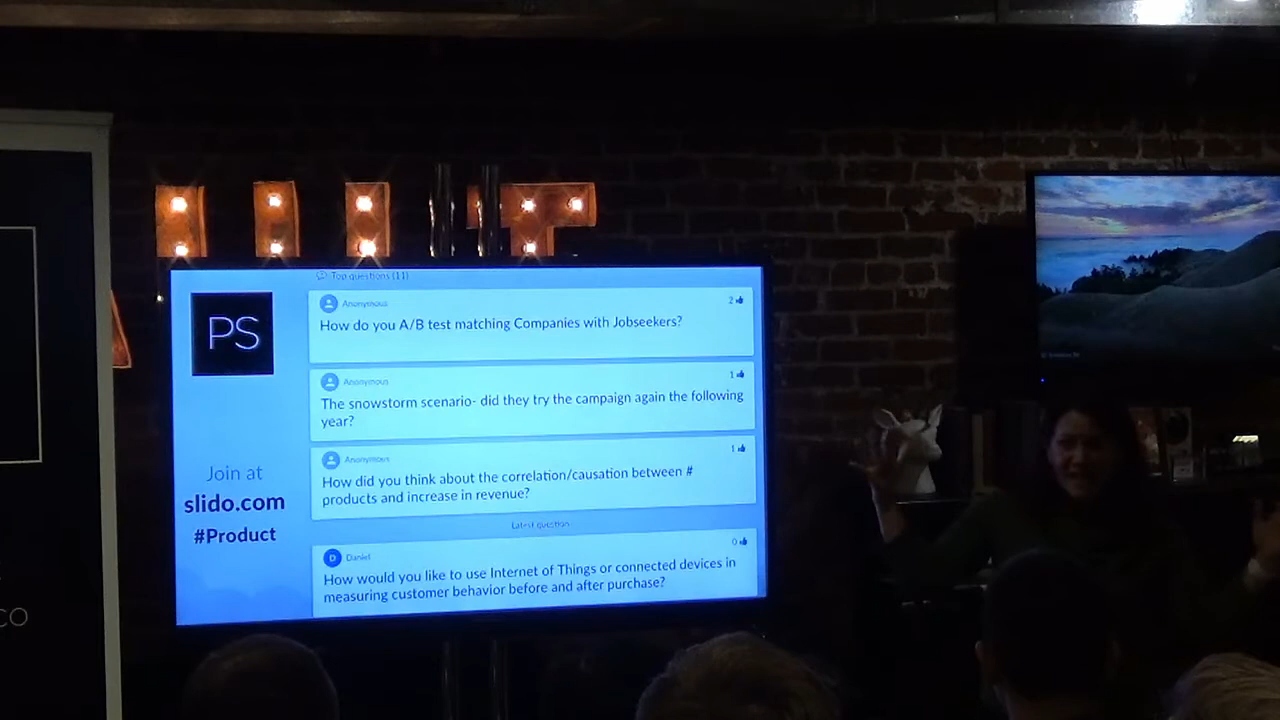 Top questions (11)
PS
Anonymous
2
How do you A/B test matching Companies with Jobseekers?
Anonymous
1
The snowstorm scenario- did they try the campaign again the following
year?
Anonymous
1
How did you think about the correlation/causation between #
products and increase in revenue?
Join at
slido.com
#Product
Latest question
D
Daniel
0
How would you like to use Internet of Things or connected devices in
measuring customer behavior before and after purchase?
CO